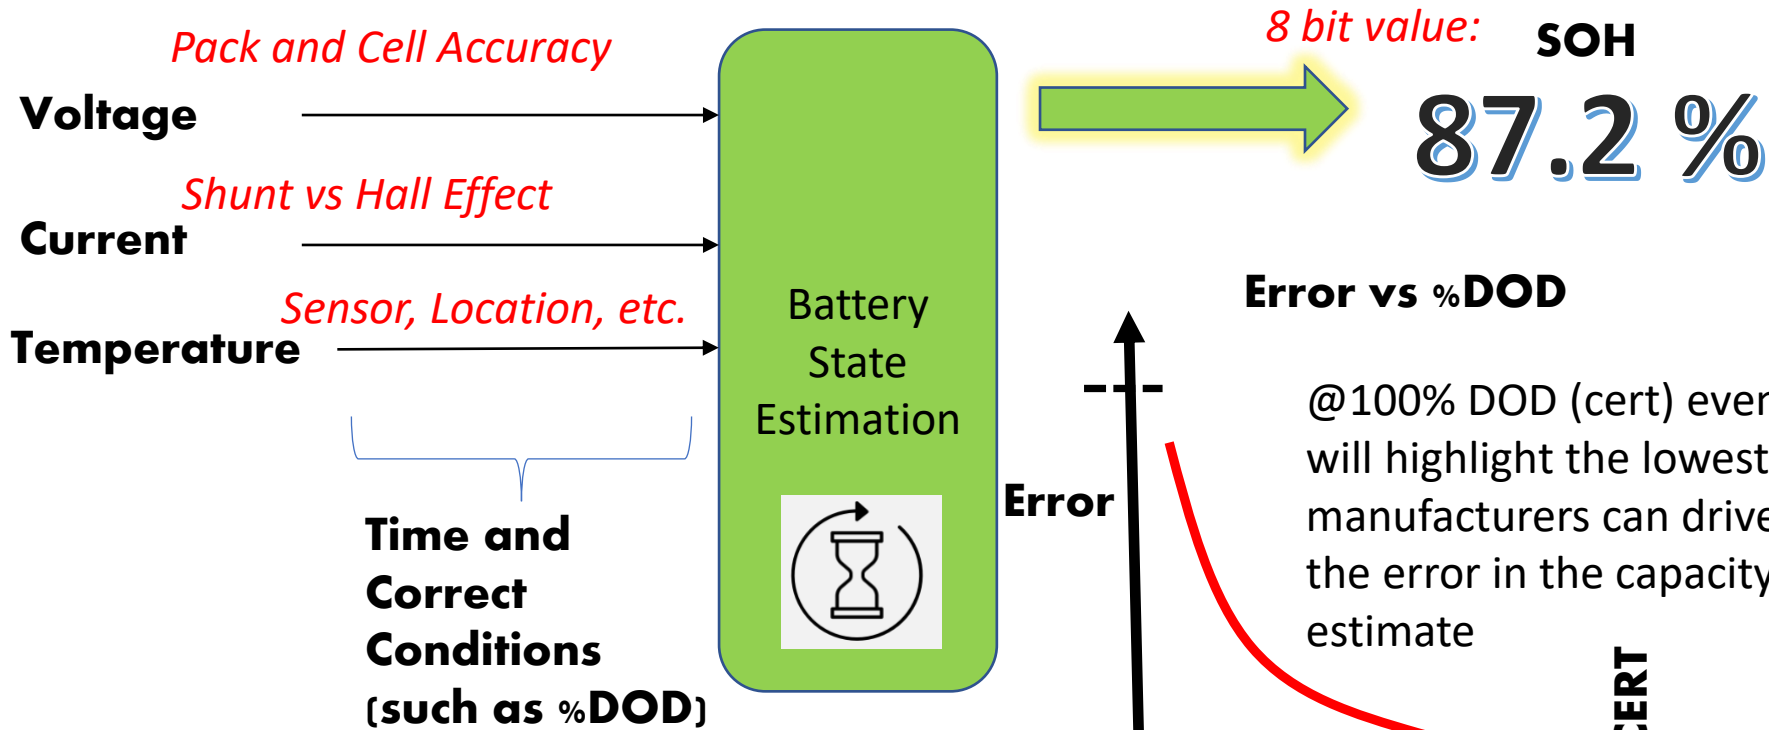 Pack and Cell Accuracy
Voltage
Shunt vs Hall Effect
Current
Sensor, Location, etc.
Temperature
Time and
Correct
Conditions
(such as %DOD)
Battery
State
Estimation
8 bit value:
SOH
87.2 %
Error vs %DOD
@100% DOD (cert)
will highlight the lowest
manufacturers can drive
the error in the capacity
estimate
Error